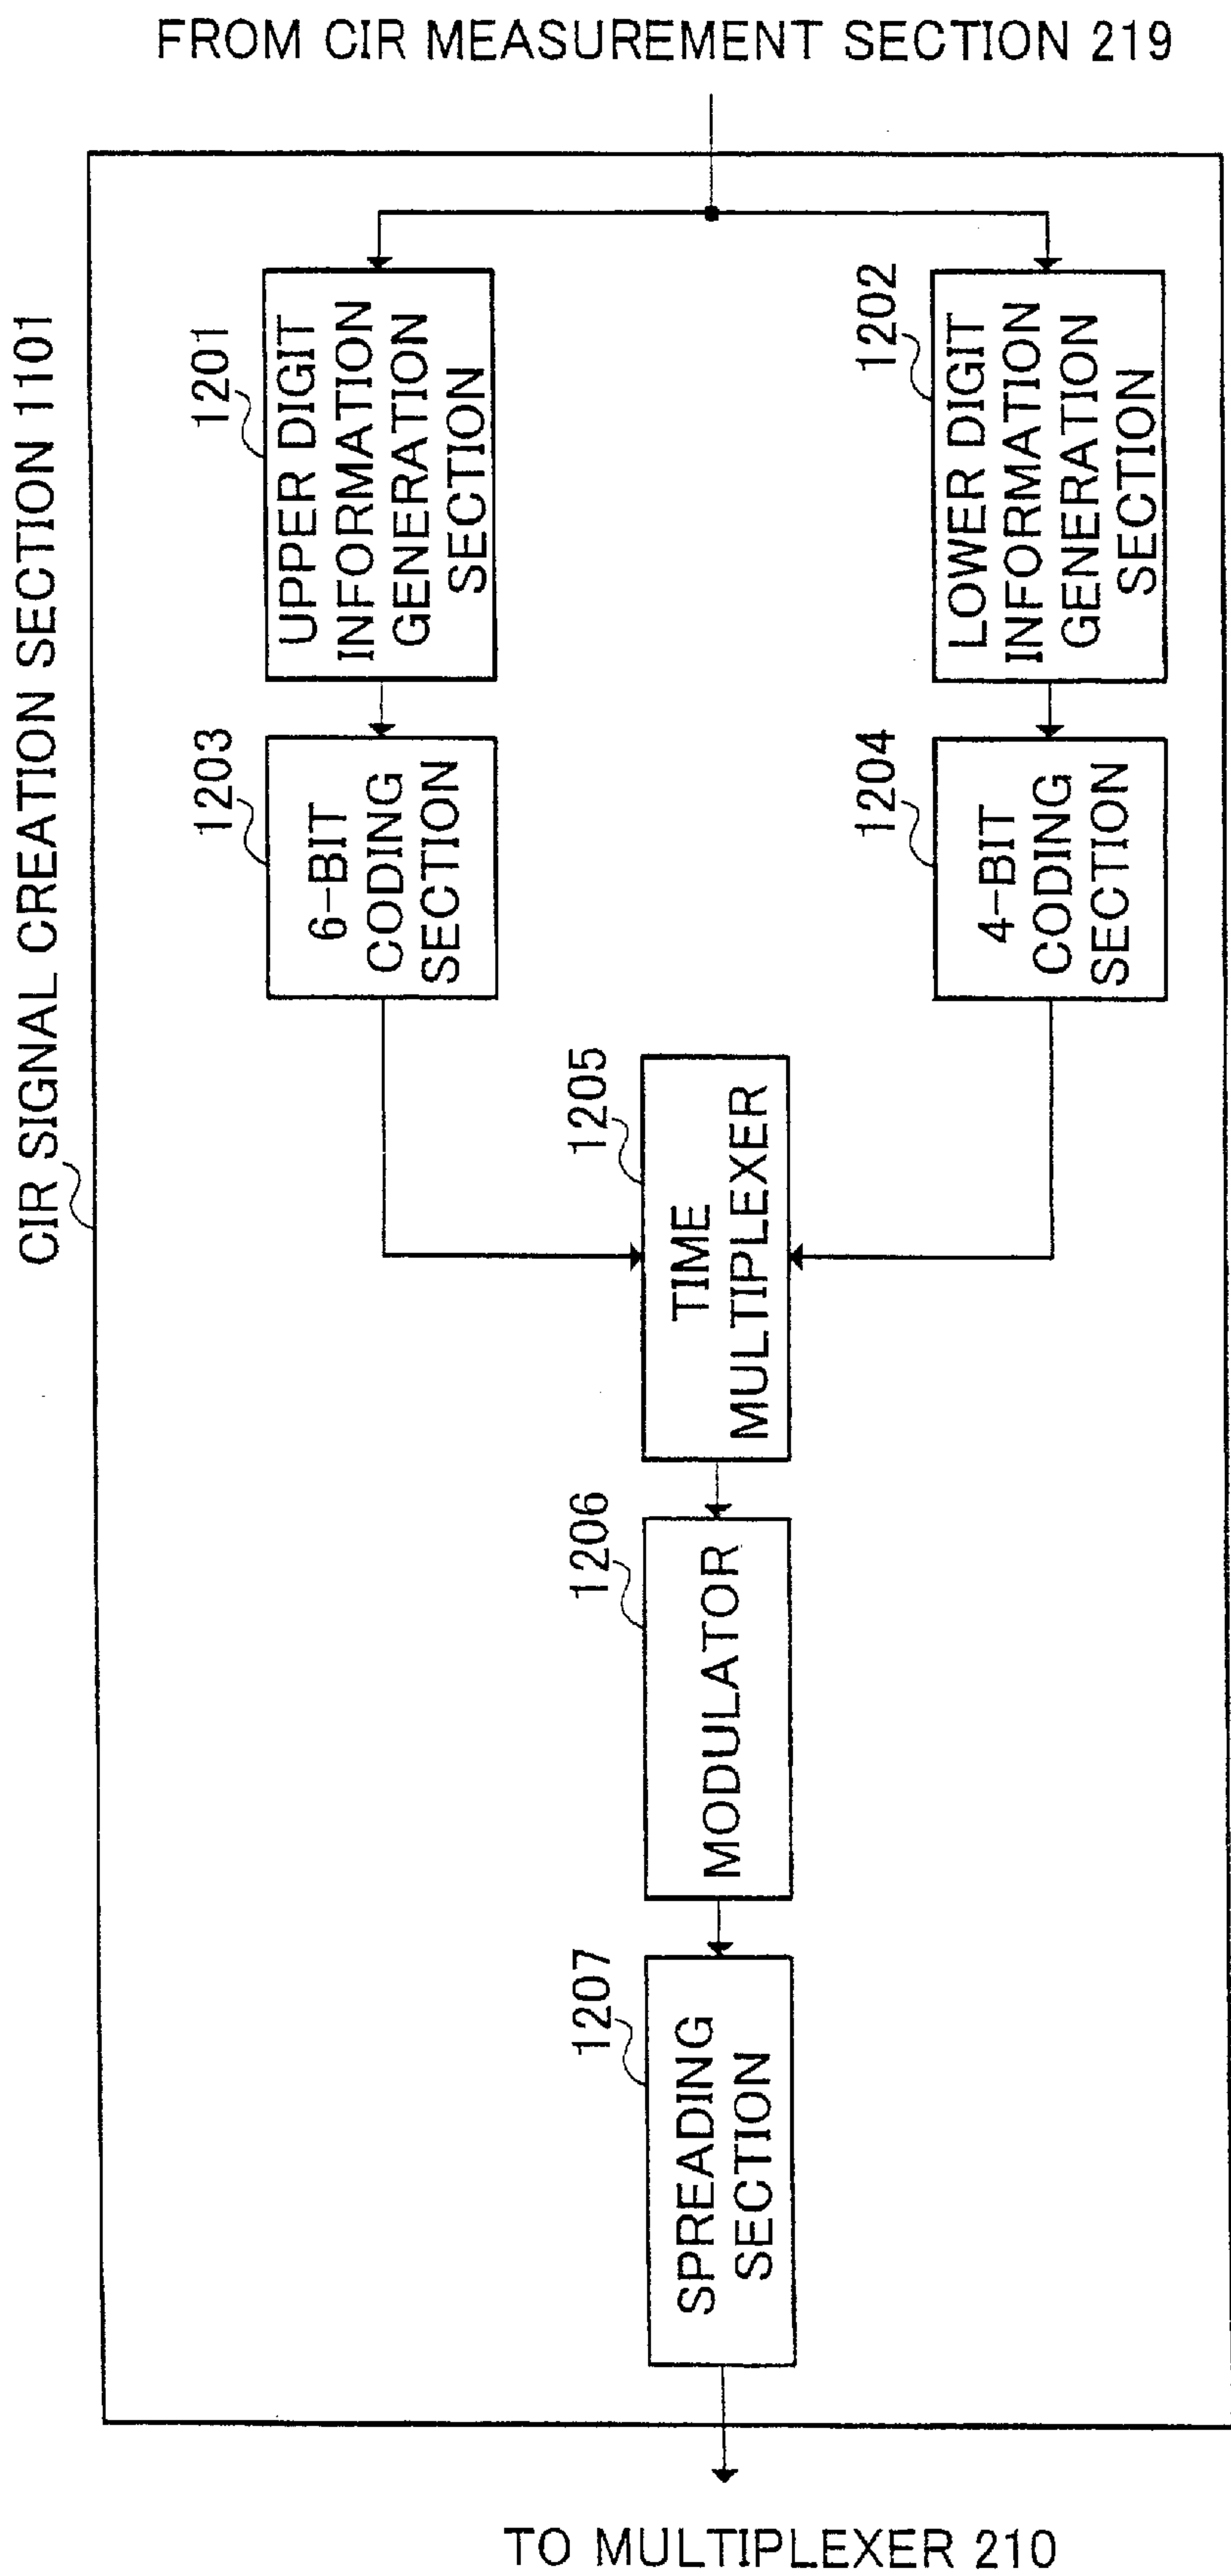 FROM CIR MEASUREMENT SECTION 219
CIR SIGNAL CREATION SECTION 1101
1201
UPPER DIGIT
INFORMATION
GENERATION
SECTION
1202
LOWER DIGIT
INFORMATION
GENERATION
SECTION
1203
6-BIT
CODING
SECTION
1204
4-BIT
CODING
SECTION
1205
TIME
MULTIPLEXER
1206
MODULATOR
1207
SPREADING
SECTION
TO MULTIPLEXER 210